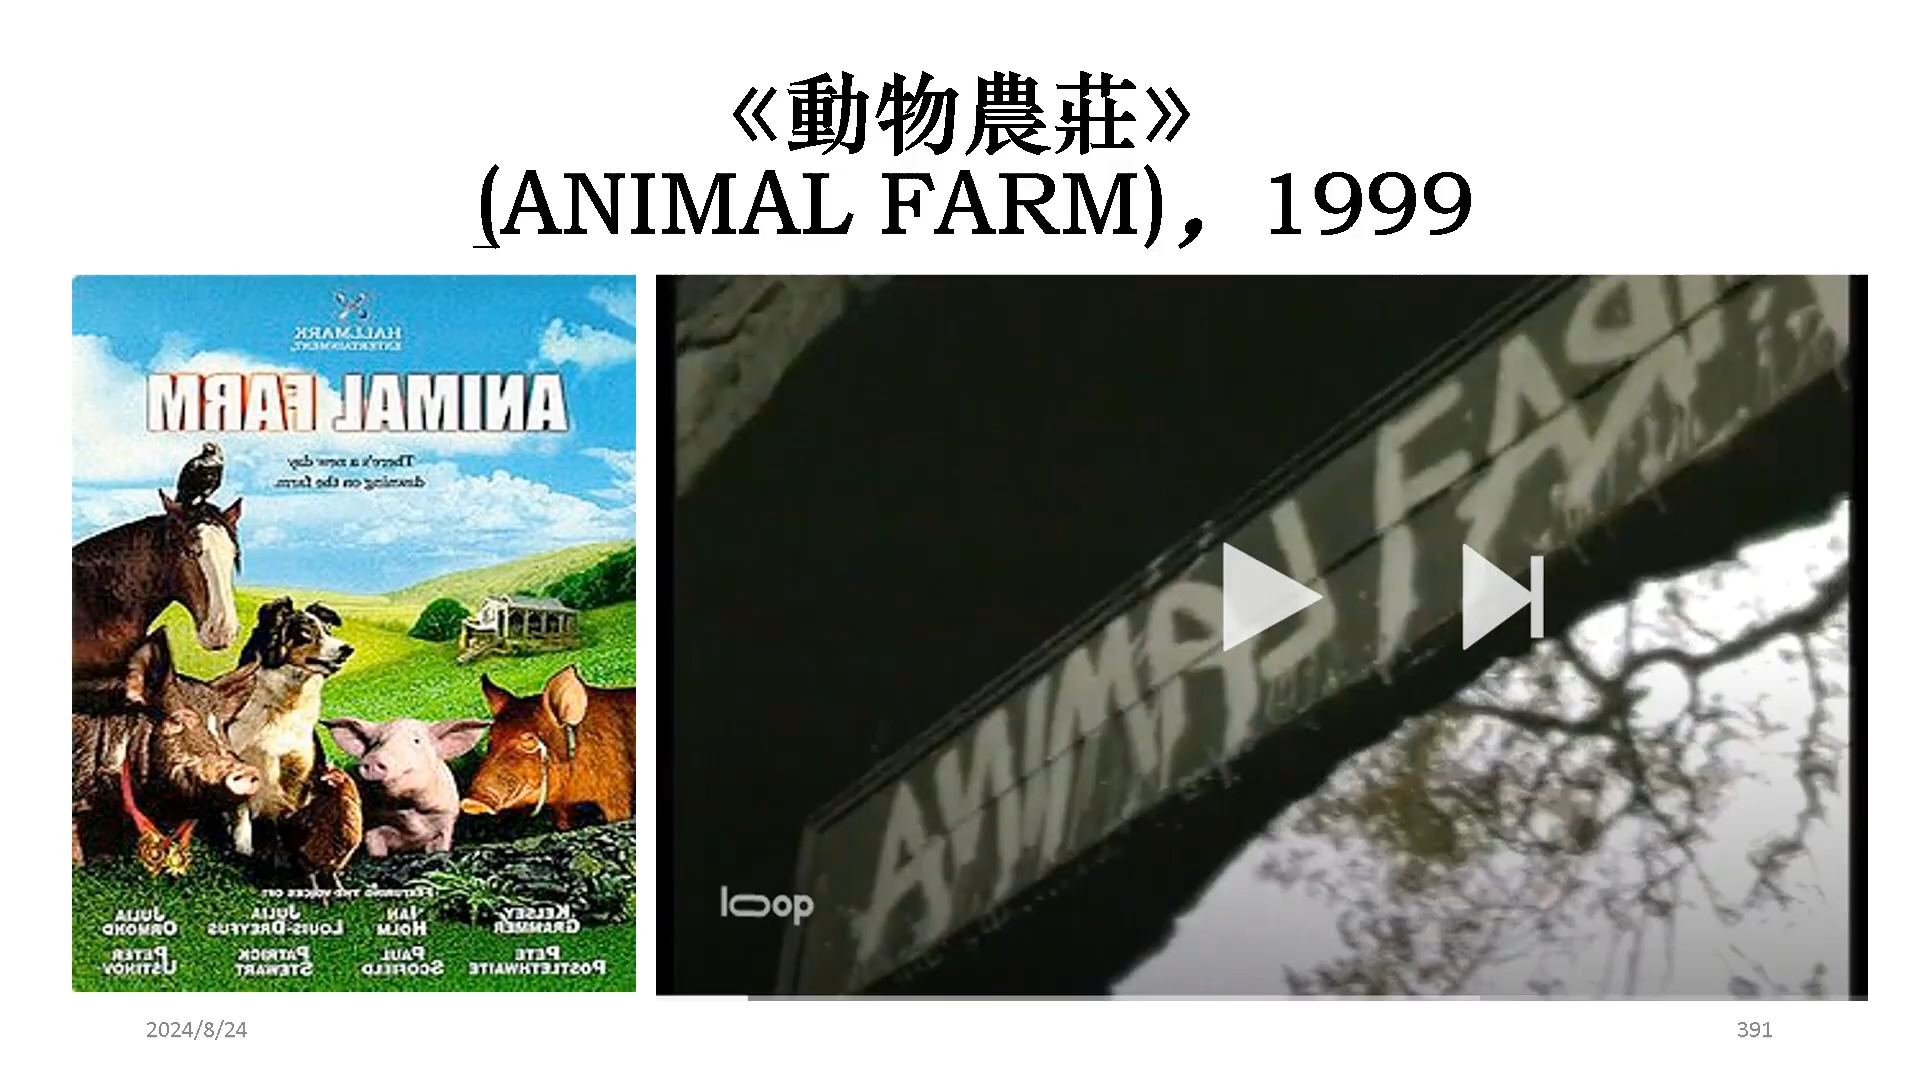 《動物農莊》
(ANIMAL FARM)，1999
HALLMARK
ENTERTAINMENT
ANIMAL FARM
There's a new day
dawning on the farm.
ANIMAL FARM
loop
FEATURING THE VOICES OF:
JULIA ORMOND JULIA LOUIS-DREYFUS IAN HOLM KELSEY GRAMMER
PETER USTINOV PATRICK STEWART PAUL SCOFIELD PETE POSTLETHWAITE
2024/8/24
391